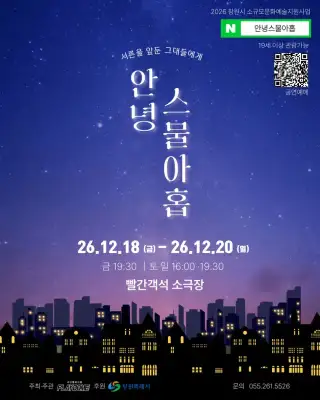 2026 창원시 소규모문화예술지원사업
N 안녕스물아홉
19세 이상 관람가능
공연예매
서른을 앞둔 그대들에게
안녕
스물아홉
26.12.18 (금) – 26.12.20 (일)
금 19:30 | 토 일 16:00 ·19:30
빨간객석 소극장
주최·주관
후원 창원특례시
문의 055.261.5526